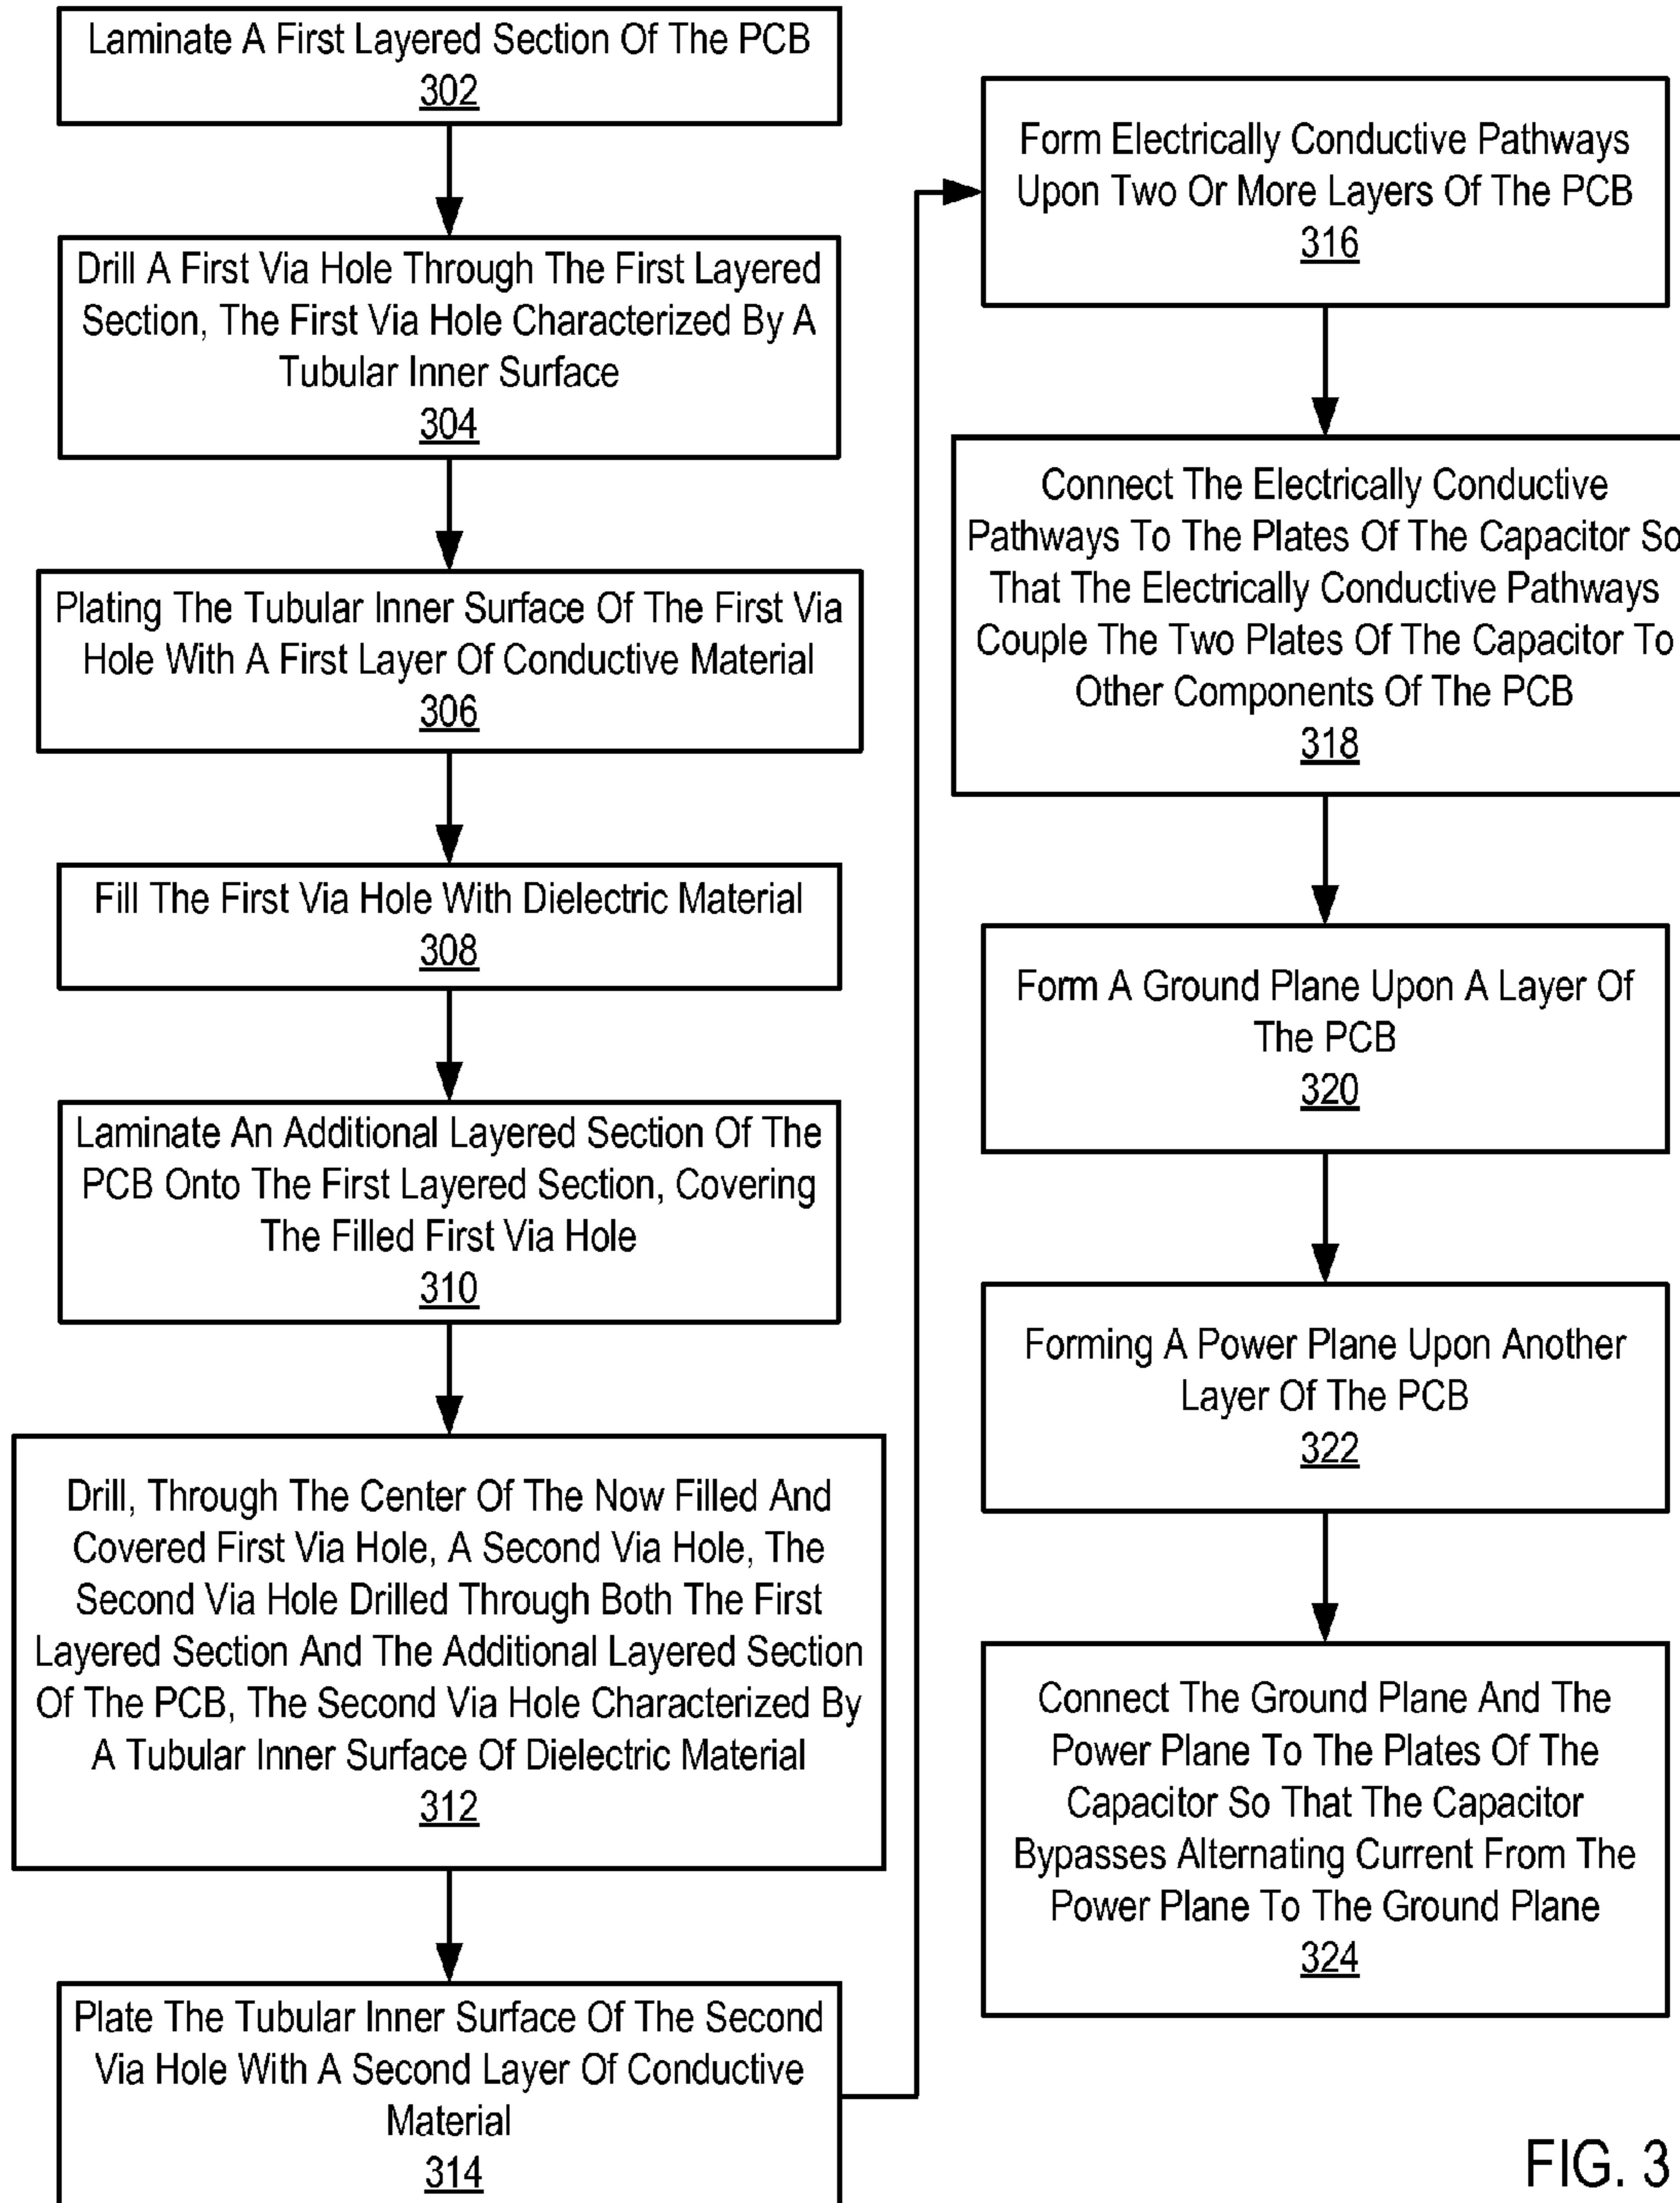 Laminate A First Layered Section Of The PCB
302
Drill A First Via Hole Through The First Layered
Section, The First Via Hole Characterized By A
Tubular Inner Surface
304
Plating The Tubular Inner Surface Of The First Via
Hole With A First Layer Of Conductive Material
306
Fill The First Via Hole With Dielectric Material
308
Laminate An Additional Layered Section Of The
PCB Onto The First Layered Section, Covering
The Filled First Via Hole
310
Drill, Through The Center Of The Now Filled And
Covered First Via Hole, A Second Via Hole, The
Second Via Hole Drilled Through Both The First
Layered Section And The Additional Layered Section
Of The PCB, The Second Via Hole Characterized By
A Tubular Inner Surface Of Dielectric Material
312
Plate The Tubular Inner Surface Of The Second
Via Hole With A Second Layer Of Conductive
Material
314
Form Electrically Conductive Pathways
Upon Two Or More Layers Of The PCB
316
Connect The Electrically Conductive
Pathways To The Plates Of The Capacitor So
That The Electrically Conductive Pathways
Couple The Two Plates Of The Capacitor To
Other Components Of The PCB
318
Form A Ground Plane Upon A Layer Of
The PCB
320
Forming A Power Plane Upon Another
Layer Of The PCB
322
Connect The Ground Plane And The
Power Plane To The Plates Of The
Capacitor So That The Capacitor
Bypasses Alternating Current From The
Power Plane To The Ground Plane
324
FIG. 3